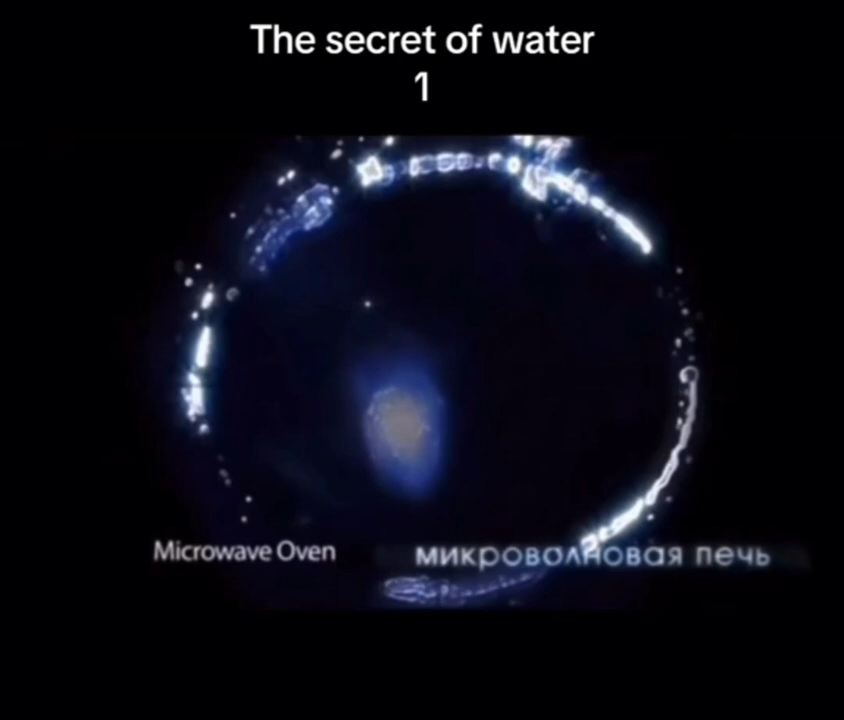 The secret of water
1
Microwave Oven
микроволновая печь